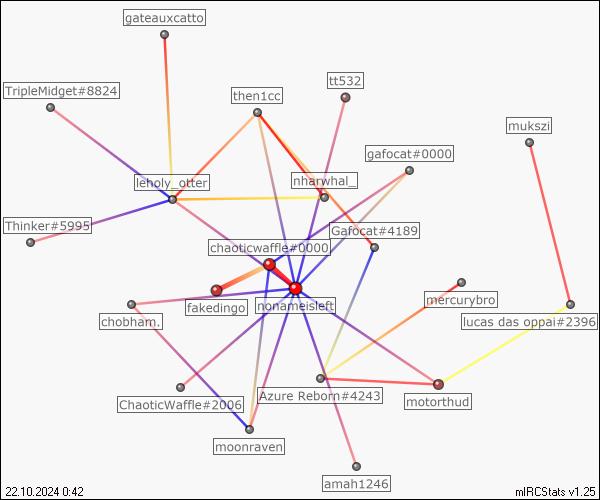 gateauxcatto
tt532
TripleMidget#8824
then1cc
mukszi
gafocat#0000
leholy_otter
nharwhal_
Thinker#5995
Gafocat#4189
chaoticwaffle#0000
fakedingo
nonameisleft
mercurybro
chobham.
lucas das oppai#2396
ChaoticWaffle#2006
Azure Reborn#4243
motorthud
moonraven
amah1246
22.10.2024 0:42
mIRCStats v1.25